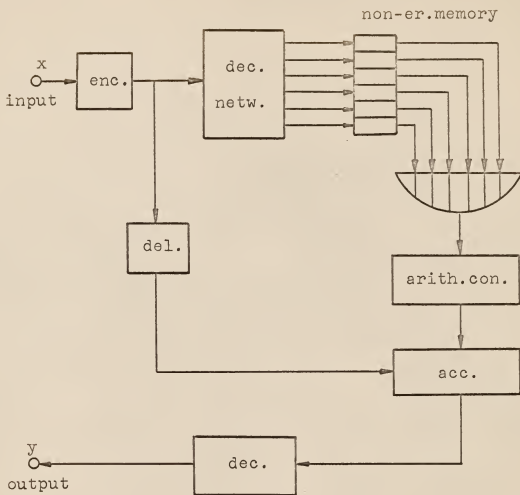 non-er.memory
x
input
enc.
dec.
netw.
del.
arith.con.
acc.
y
output
dec.